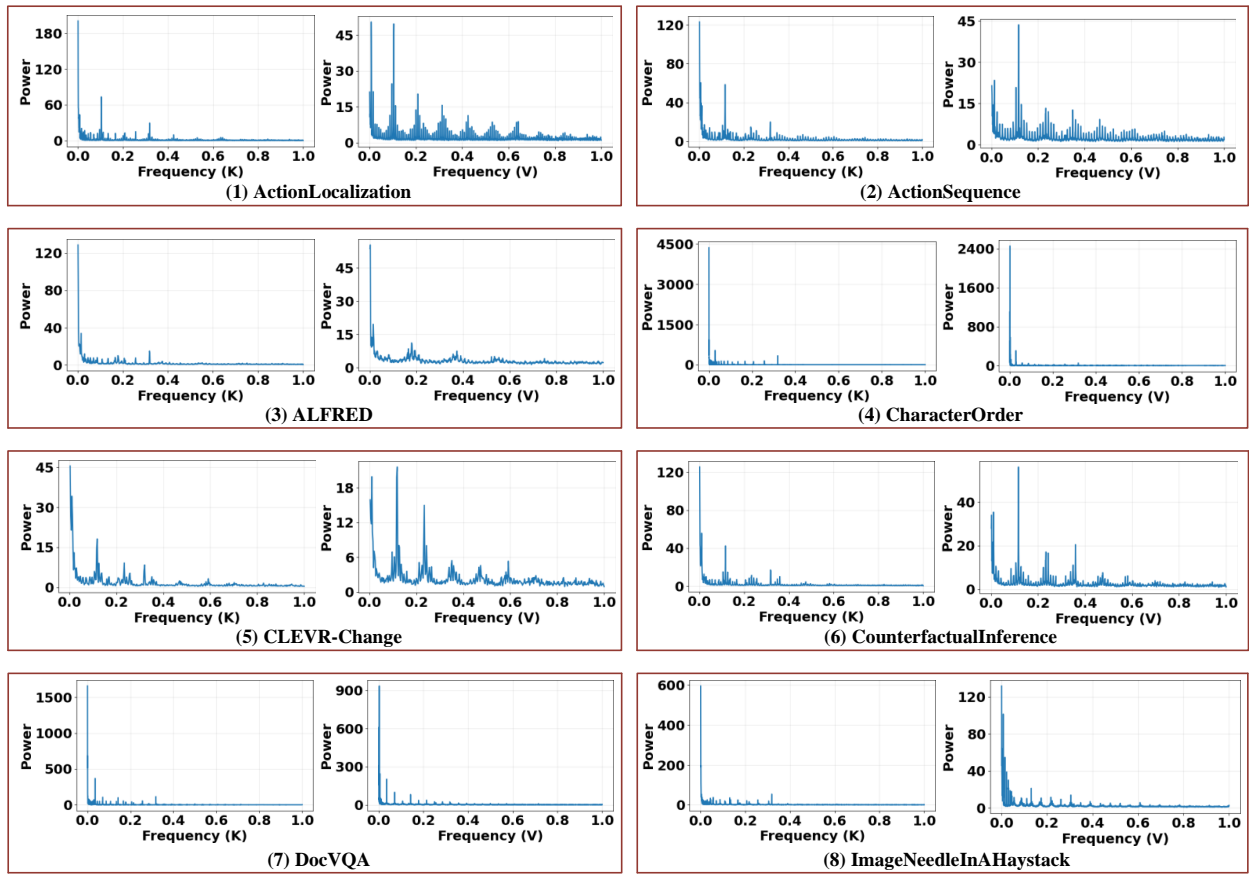 180
120
60
0
Power
0.0 0.2 0.4 0.6 0.8 1.0
Frequency (K)
60
45
30
15
0
Power
0.0 0.2 0.4 0.6 0.8 1.0
Frequency (V)
(1) ActionLocalization
120
80
40
0
Power
0.0 0.2 0.4 0.6 0.8 1.0
Frequency (K)
45
30
15
0
Power
0.0 0.2 0.4 0.6 0.8 1.0
Frequency (V)
(2) ActionSequence
120
80
40
0
Power
0.0 0.2 0.4 0.6 0.8 1.0
Frequency (K)
45
30
15
0
Power
0.0 0.2 0.4 0.6 0.8 1.0
Frequency (V)
(3) ALFRED
4500
3000
1500
0
Power
0.0 0.2 0.4 0.6 0.8 1.0
Frequency (K)
2400
1600
800
0
Power
0.0 0.2 0.4 0.6 0.8 1.0
Frequency (V)
(4) CharacterOrder
45
30
15
0
Power
0.0 0.2 0.4 0.6 0.8 1.0
Frequency (K)
18
12
6
0
Power
0.0 0.2 0.4 0.6 0.8 1.0
Frequency (V)
(5) CLEVR-Change
120
80
40
0
Power
0.0 0.2 0.4 0.6 0.8 1.0
Frequency (K)
40
20
0
Power
0.0 0.2 0.4 0.6 0.8 1.0
Frequency (V)
(6) CounterfactualInference
1500
1000
500
0
Power
0.0 0.2 0.4 0.6 0.8 1.0
Frequency (K)
900
600
300
0
Power
0.0 0.2 0.4 0.6 0.8 1.0
Frequency (V)
(7) DocVQA
600
400
200
0
Power
0.0 0.2 0.4 0.6 0.8 1.0
Frequency (K)
120
80
40
0
Power
0.0 0.2 0.4 0.6 0.8 1.0
Frequency (V)
(8) ImageNeedleInAHaystack